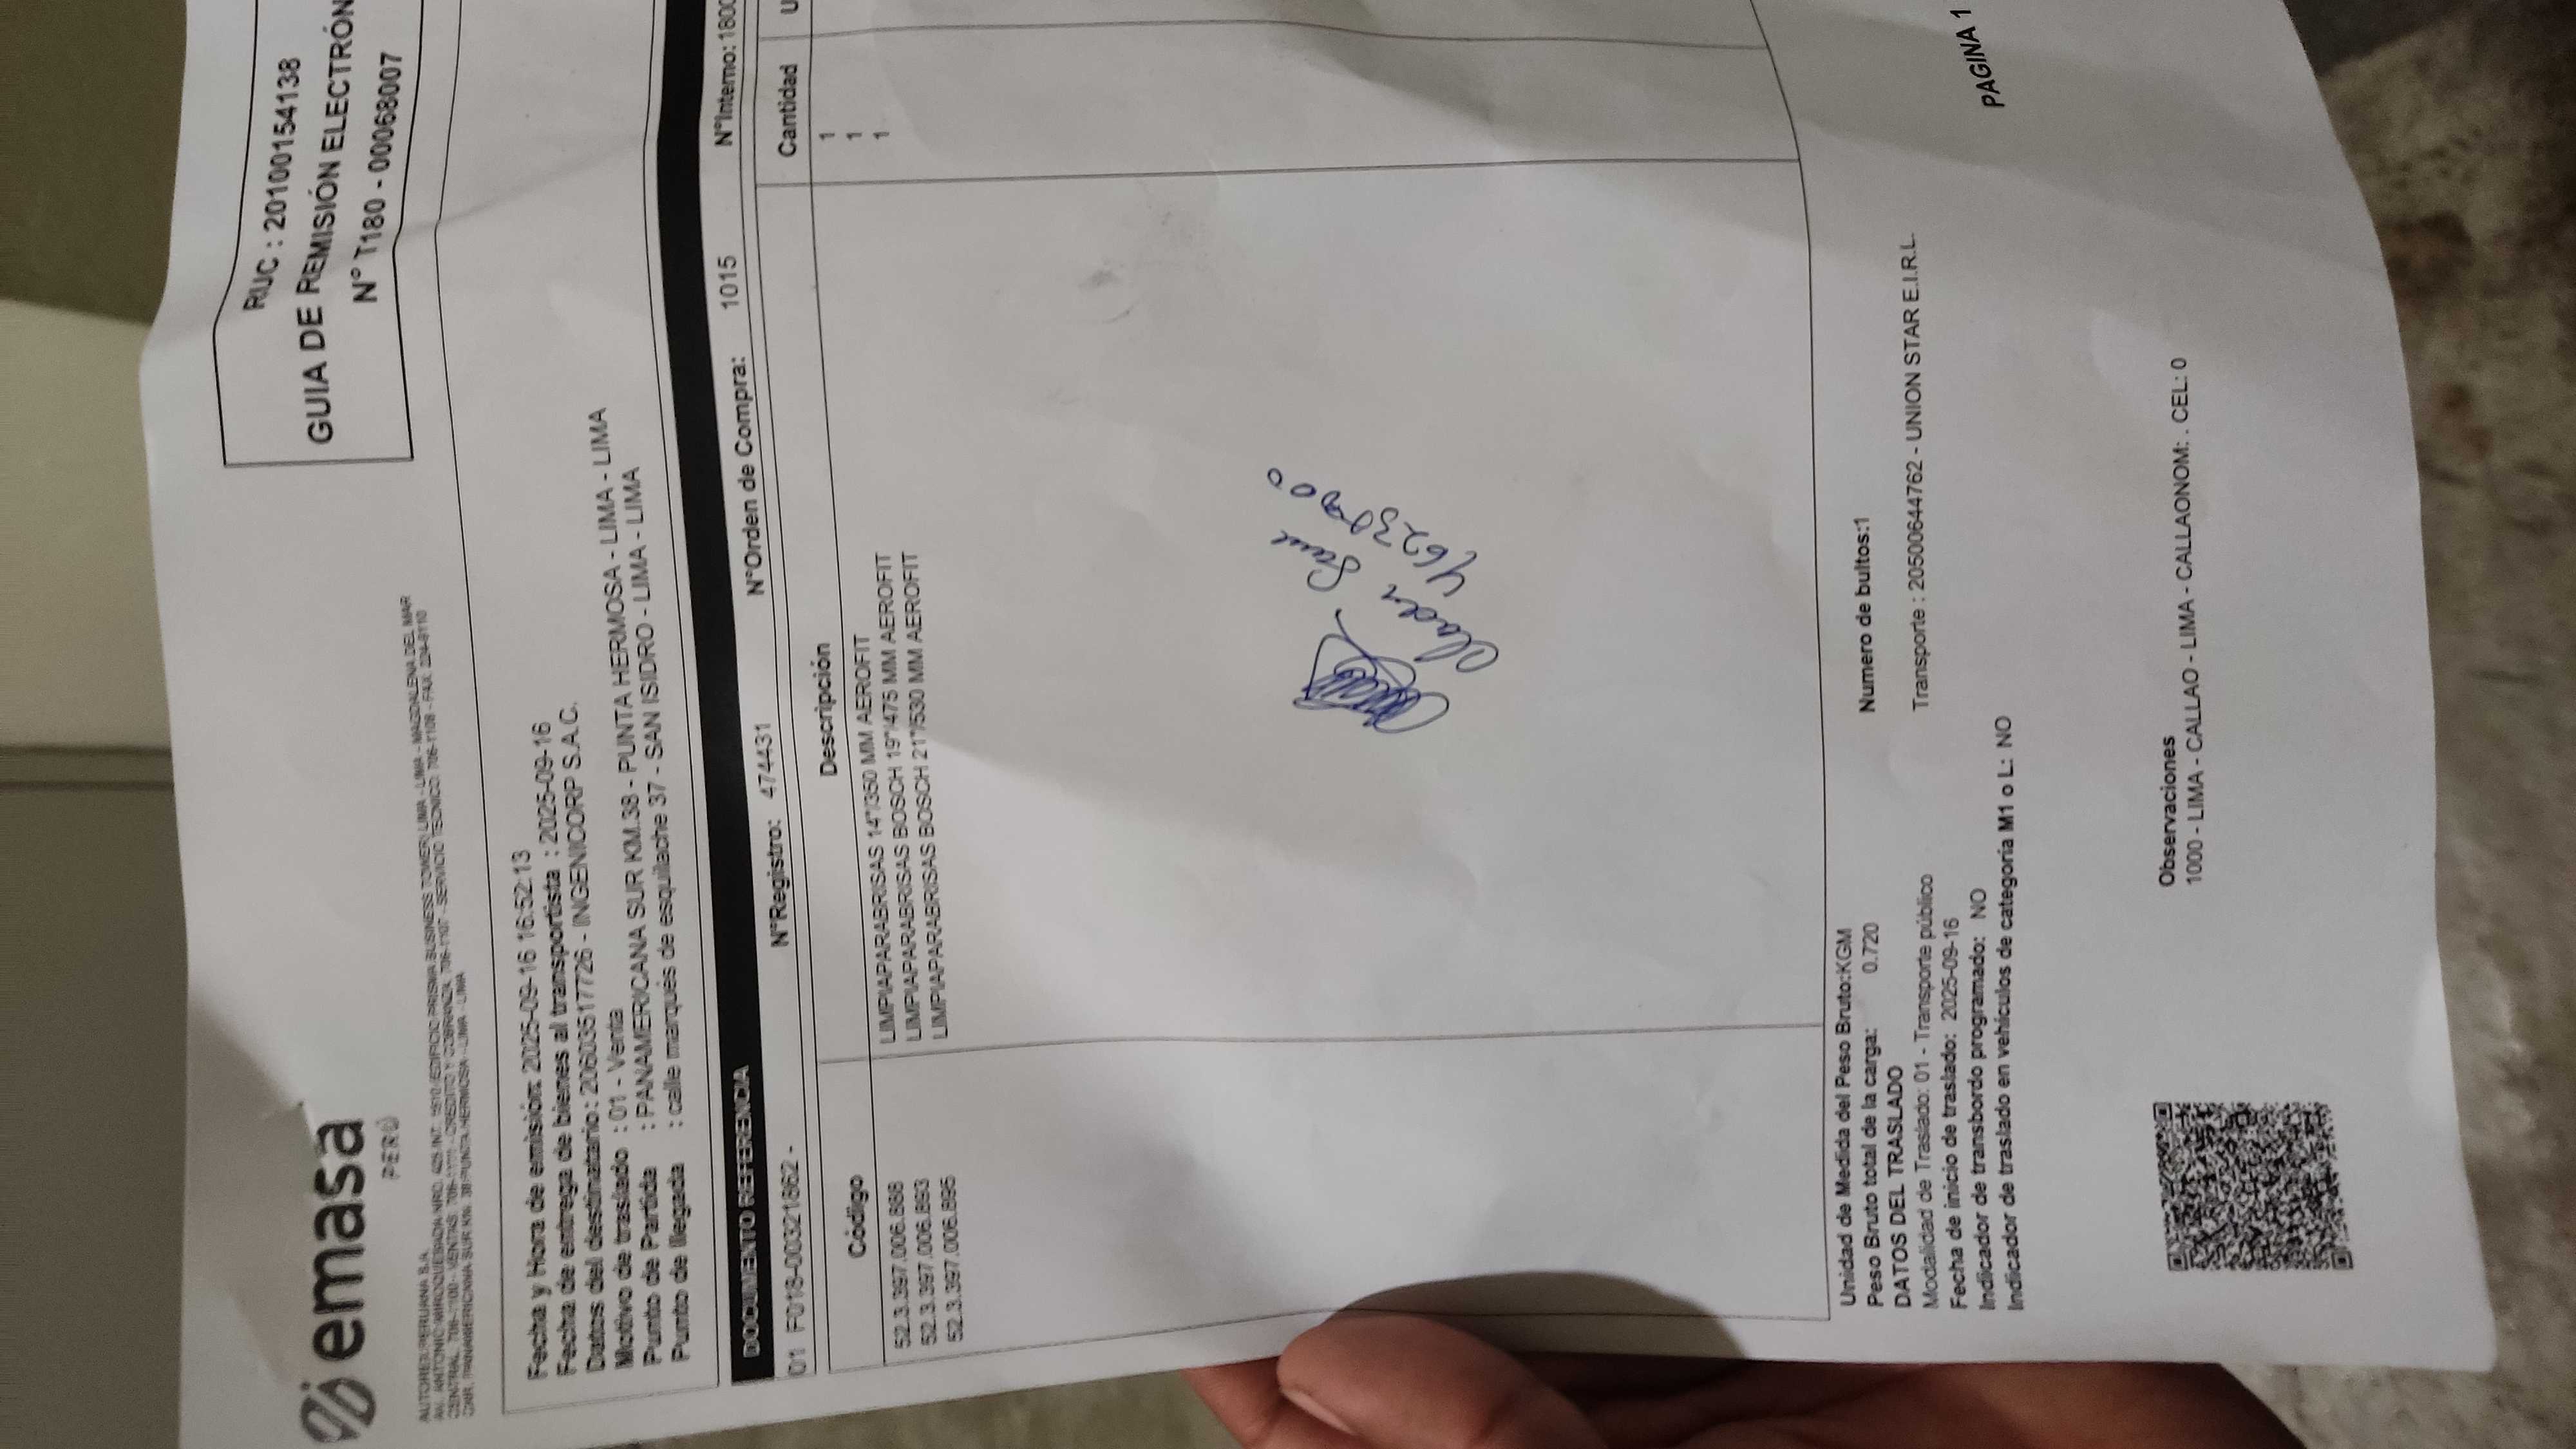 emasa
PERÚ
RUC : 20100154138
GUIA DE REMISIÓN ELECTRÓN
N° T180 - 00068007
AUTOREX PERUANA S.A.
Fecha y Hora de emisión: 2025-09-16 16:52:13
Fecha de entrega de bienes al transportista : 2025-09-16
Datos del destinatario : 20603517726 - INGENICORP S.A.C.
Motivo de traslado : 01 - Venta
Punto de Partida : PANAMERICANA SUR KM.38 - PUNTA HERMOSA - LIMA - LIMA
Punto de llegada : calle marqués de esquilache 37 - SAN ISIDRO - LIMA - LIMA
DOCUMENTO REFERENCIA
01 F018-00321662 - N°Registro: 474431 N°Orden de Compra: 1015 N°Interno: 1800
Código Descripción Cantidad U
52.3.397.006.888 LIMPIAPARABRISAS 14"/350 MM AEROFIT 1
52.3.397.006.893 LIMPIAPARABRISAS BOSCH 19"/475 MM AEROFIT 1
52.3.397.006.895 LIMPIAPARABRISAS BOSCH 21"/530 MM AEROFIT 1
Unidad de Medida del Peso Bruto:KGM
Peso Bruto total de la carga: 0.720 Numero de bultos:1
DATOS DEL TRASLADO
Modalidad de Traslado: 01 - Transporte público Transporte : 20500644762 - UNION STAR E.I.R.L.
Fecha de inicio de traslado: 2025-09-16
Indicador de transbordo programado: NO
Indicador de traslado en vehículos de categoría M1 o L: NO
PAGINA 1
Observaciones
1000 - LIMA - CALLAO - LIMA - CALLAONOM: . CEL: 0